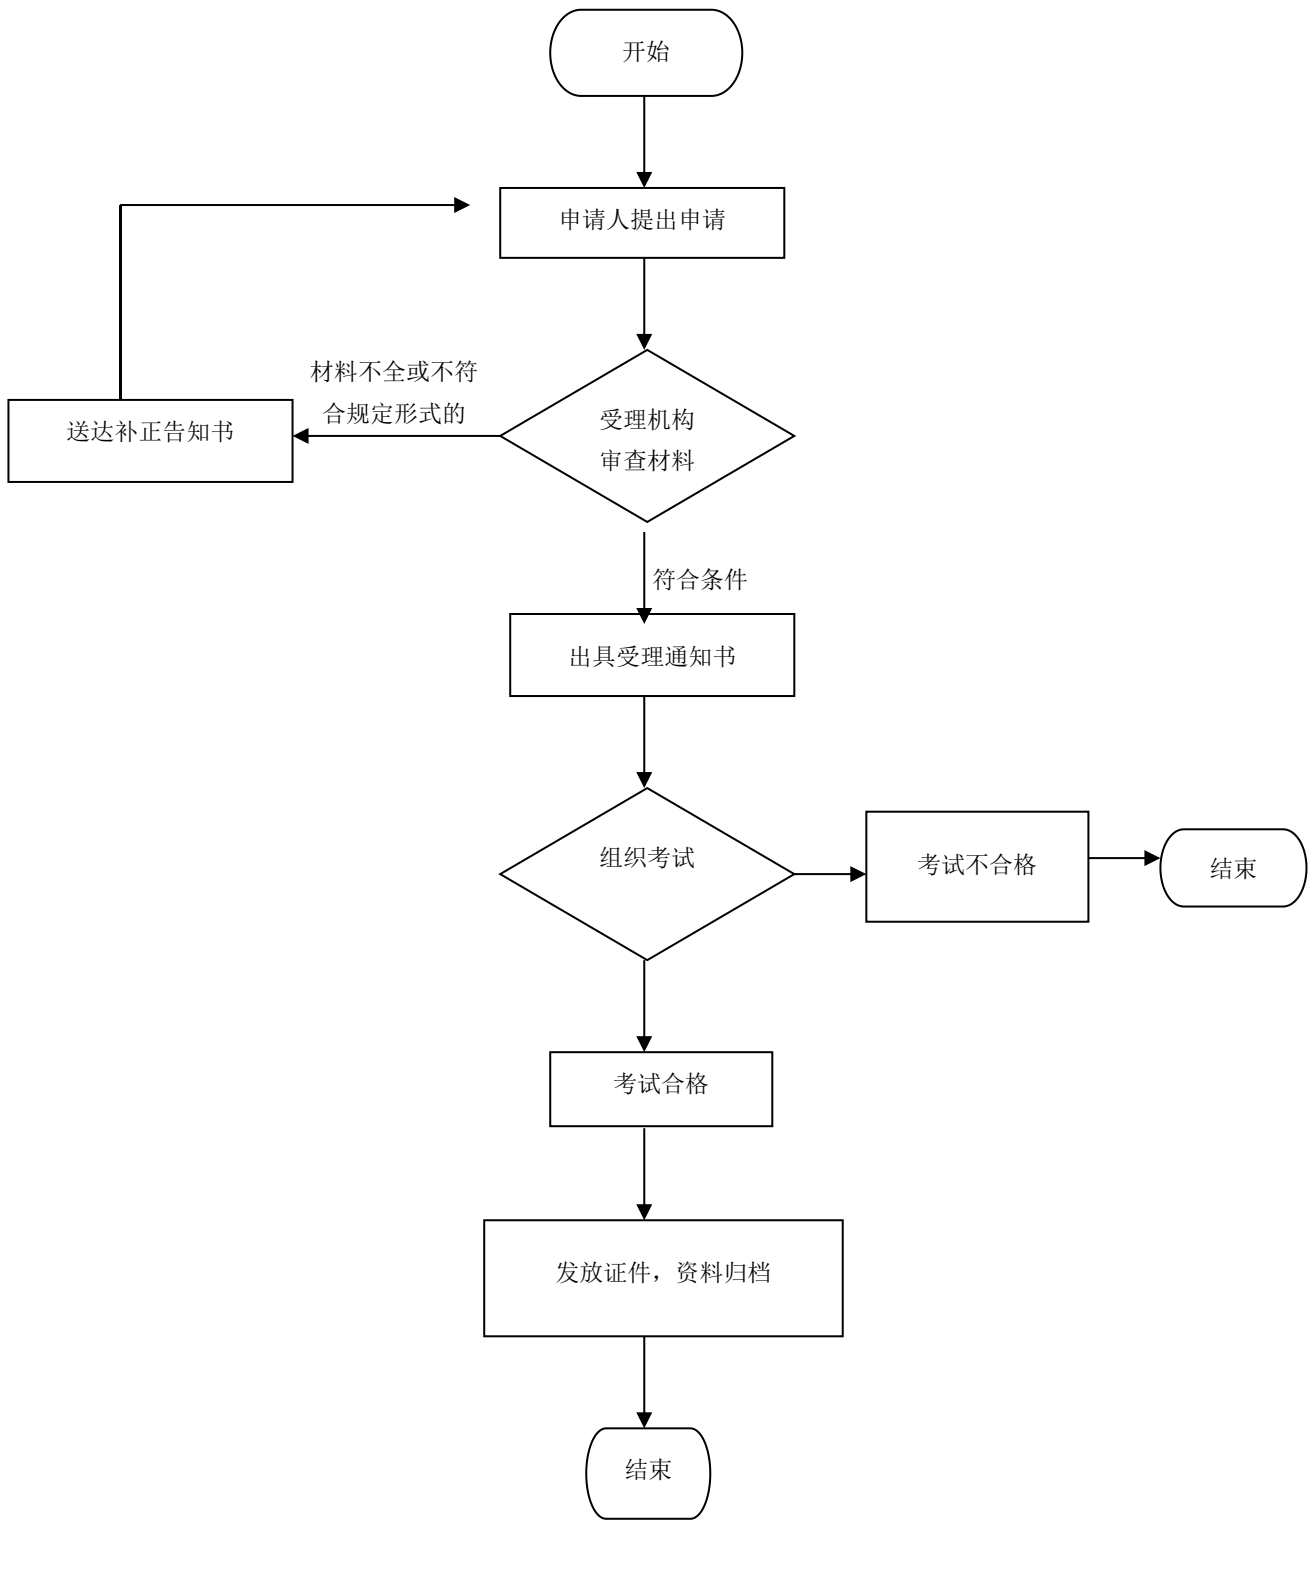 开始
申请人提出申请
材料不全或不符
合规定形式的
送达补正告知书
受理机构
审查材料
符合条件
出具受理通知书
组织考试
考试不合格
结束
考试合格
发放证件，资料归档
结束